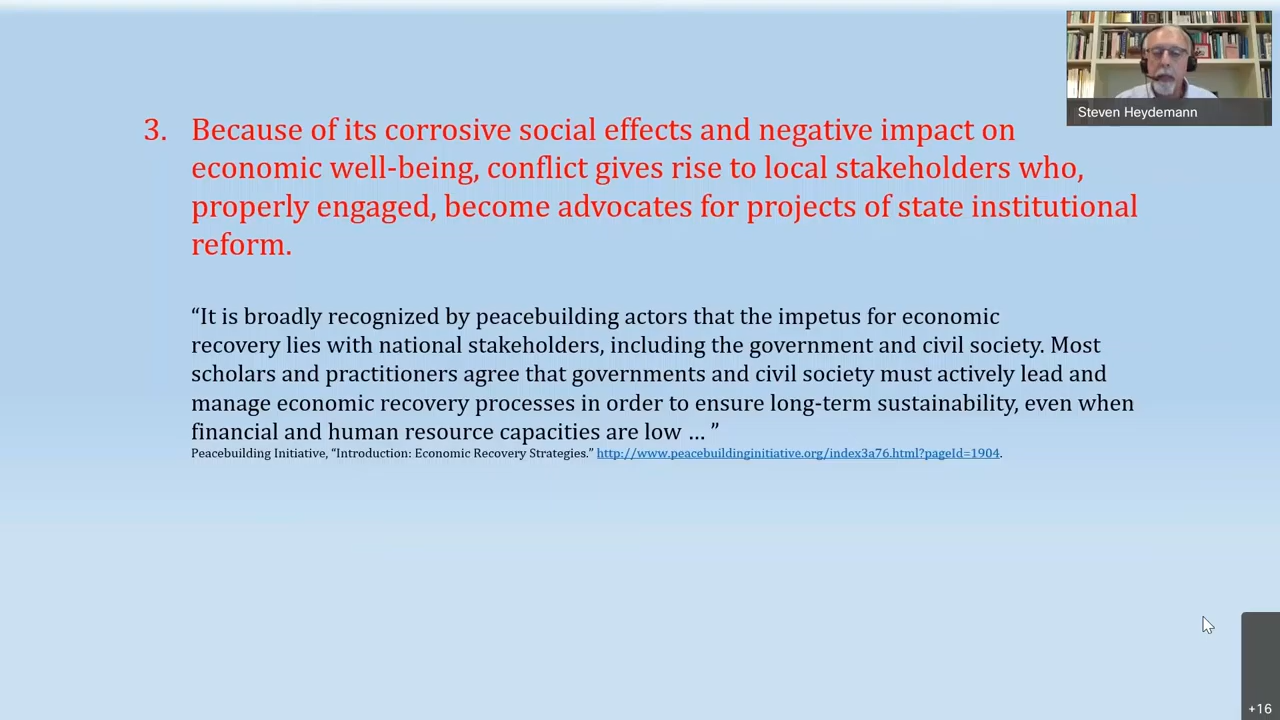 Steven Heydemann
3. Because of its corrosive social effects and negative impact on
economic well-being, conflict gives rise to local stakeholders who,
properly engaged, become advocates for projects of state institutional
reform.
“It is broadly recognized by peacebuilding actors that the impetus for economic
recovery lies with national stakeholders, including the government and civil society. Most
scholars and practitioners agree that governments and civil society must actively lead and
manage economic recovery processes in order to ensure long-term sustainability, even when
financial and human resource capacities are low … ”
Peacebuilding Initiative, “Introduction: Economic Recovery Strategies.” http://www.peacebuildinginitiative.org/index3a76.html?pageId=1904.
+16